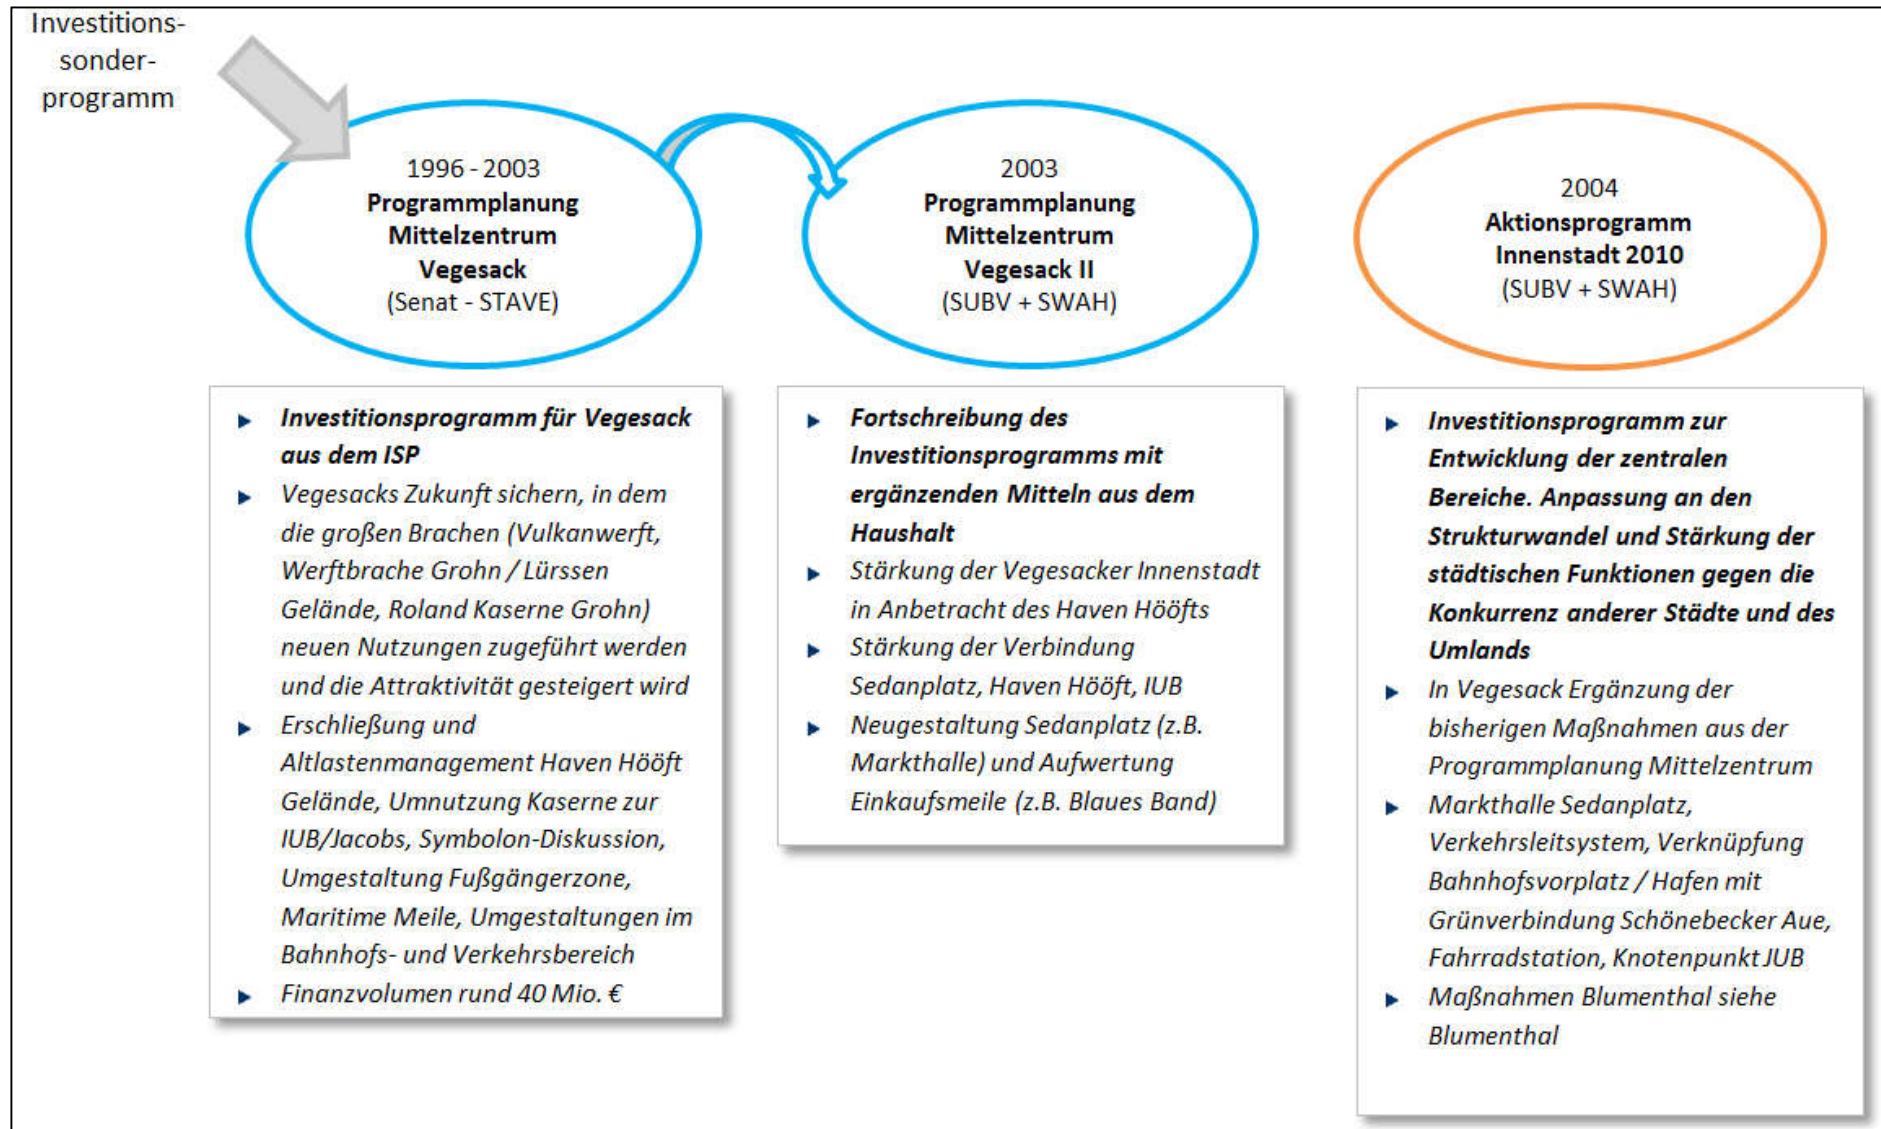 Investitions-
sonder-
programm
1996 - 2003
Programmplanung
Mittelzentrum
Vegesack
(Senat - STAVE)
2003
Programmplanung
Mittelzentrum
Vegesack II
(SUBV + SWAH)
2004
Aktionsprogramm
Innenstadt 2010
(SUBV + SWAH)
Investitionsprogramm für Vegesack
aus dem ISP
Vegesacks Zukunft sichern, in dem
die großen Brachen (Vulkanwerft,
Werftbrache Grohn / Lürssen
Gelände, Roland Kaserne Grohn)
neuen Nutzungen zugeführt werden
und die Attraktivität gesteigert wird
Erschließung und
Altlastenmanagement Haven Hööft
Gelände, Umnutzung Kaserne zur
IUB/Jacobs, Symbolon-Diskussion,
Umgestaltung Fußgängerzone,
Maritime Meile, Umgestaltungen im
Bahnhofs- und Verkehrsbereich
Finanzvolumen rund 40 Mio. €
Fortschreibung des
Investitionsprogramms mit
ergänzenden Mitteln aus dem
Haushalt
Stärkung der Vegesacker Innenstadt
in Anbetracht des Haven Hööfts
Stärkung der Verbindung
Sedanplatz, Haven Hööft, IUB
Neugestaltung Sedanplatz (z.B.
Markthalle) und Aufwertung
Einkaufsmeile (z.B. Blaues Band)
Investitionsprogramm zur
Entwicklung der zentralen
Bereiche. Anpassung an den
Strukturwandel und Stärkung der
städtischen Funktionen gegen die
Konkurrenz anderer Städte und des
Umlands
In Vegesack Ergänzung der
bisherigen Maßnahmen aus der
Programmplanung Mittelzentrum
Markthalle Sedanplatz,
Verkehrsleitsystem, Verknüpfung
Bahnhofsvorplatz / Hafen mit
Grünverbindung Schönebecker Aue,
Fahrradstation, Knotenpunkt JUB
Maßnahmen Blumenthal siehe
Blumenthal